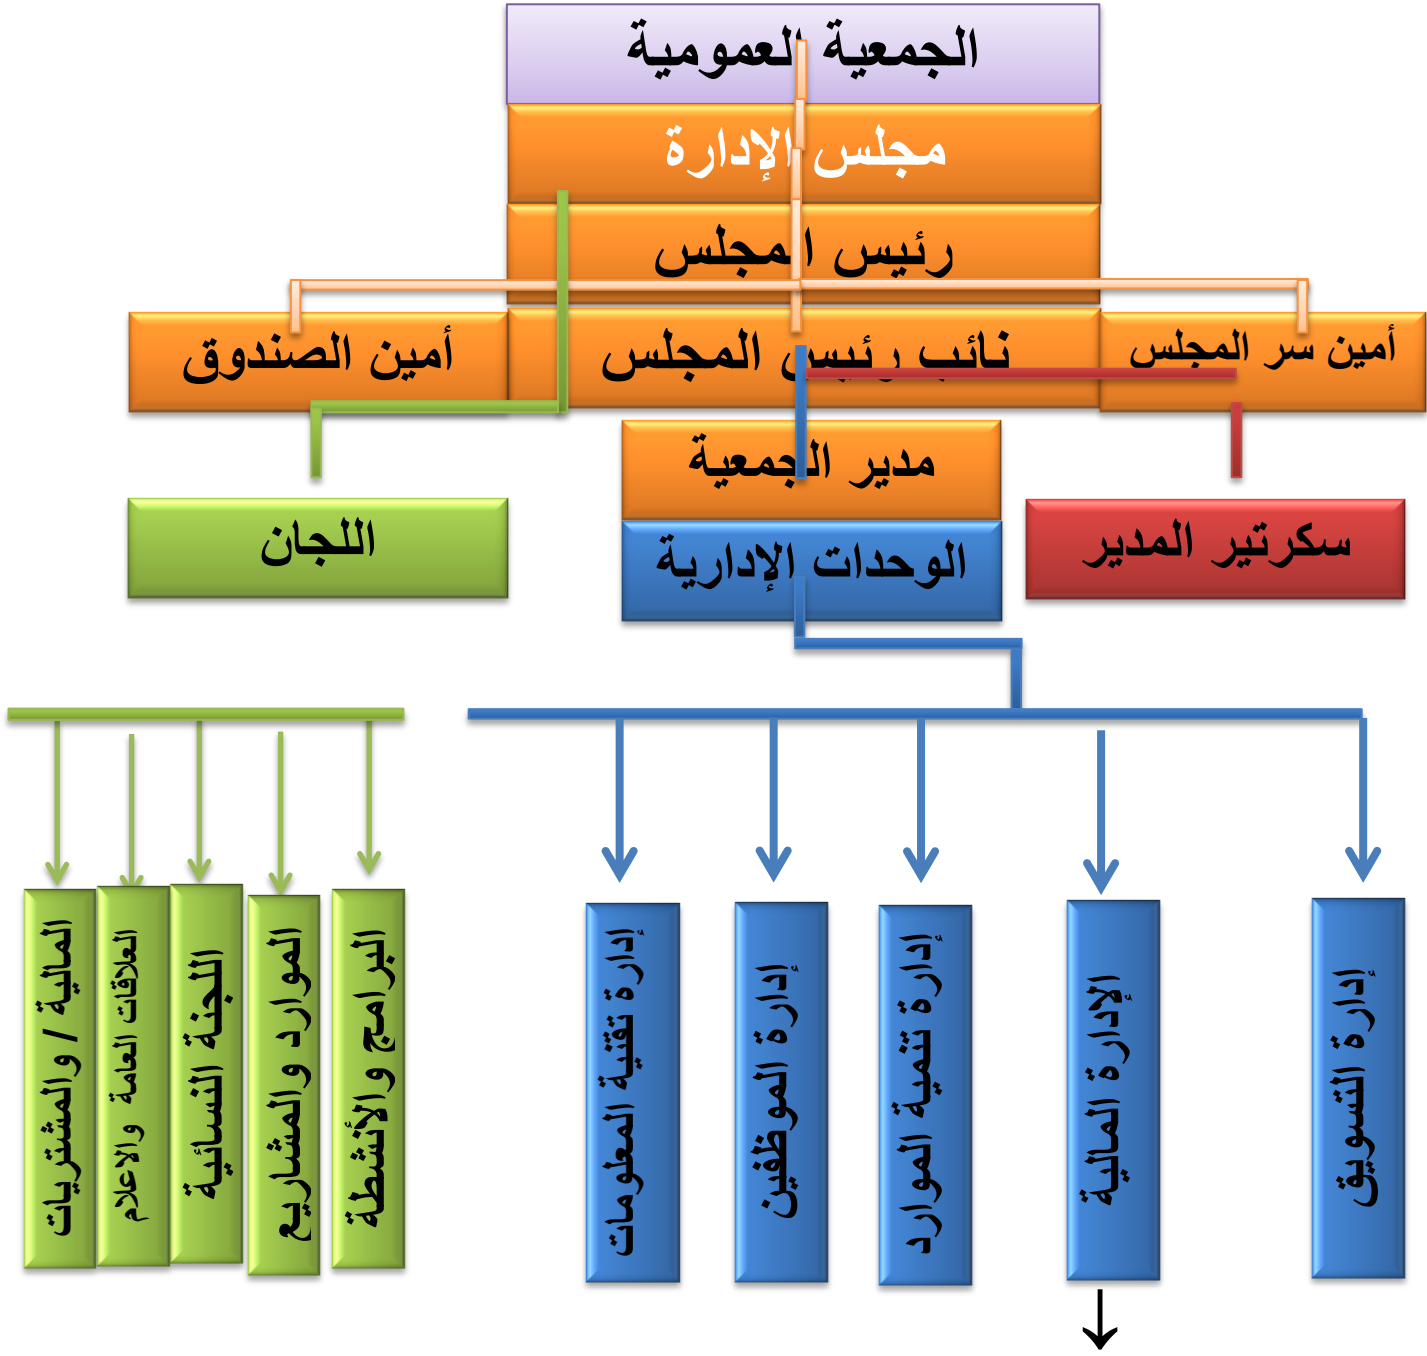 الجمعية العمومية
مجلس الإدارة
رئيس المجلس
أمين سر المجلس
نائب رئيس المجلس
أمين الصندوق
مدير الجمعية
سكرتير المدير
الوحدات الإدارية
اللجان
إدارة التسويق
الإدارة المالية
إدارة تنمية الموارد
إدارة الموظفين
إدارة تقنية المعلومات
البرامج والأنشطة
الموارد والمشاريع
اللجنة النسائية
العلاقات العامة والاعلام
المالية / والمشتريات